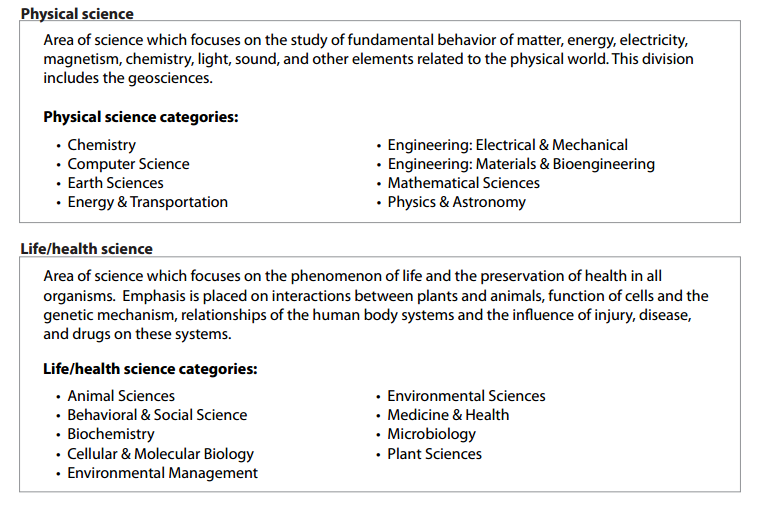 Physical science
Area of science which focuses on the study of fundamental behavior of matter, energy, electricity,
magnetism, chemistry, light, sound, and other elements related to the physical world. This division
includes the geosciences.
Physical science categories:
• Chemistry
• Computer Science
• Earth Sciences
• Energy & Transportation
• Engineering: Electrical & Mechanical
• Engineering: Materials & Bioengineering
• Mathematical Sciences
• Physics & Astronomy
Life/health science
Area of science which focuses on the phenomenon of life and the preservation of health in all
organisms.  Emphasis is placed on interactions between plants and animals, function of cells and the
genetic mechanism, relationships of the human body systems and the influence of injury, disease,
and drugs on these systems.
Life/health science categories:
• Animal Sciences
• Behavioral & Social Science
• Biochemistry
• Cellular & Molecular Biology
• Environmental Management
• Environmental Sciences
• Medicine & Health
• Microbiology
• Plant Sciences